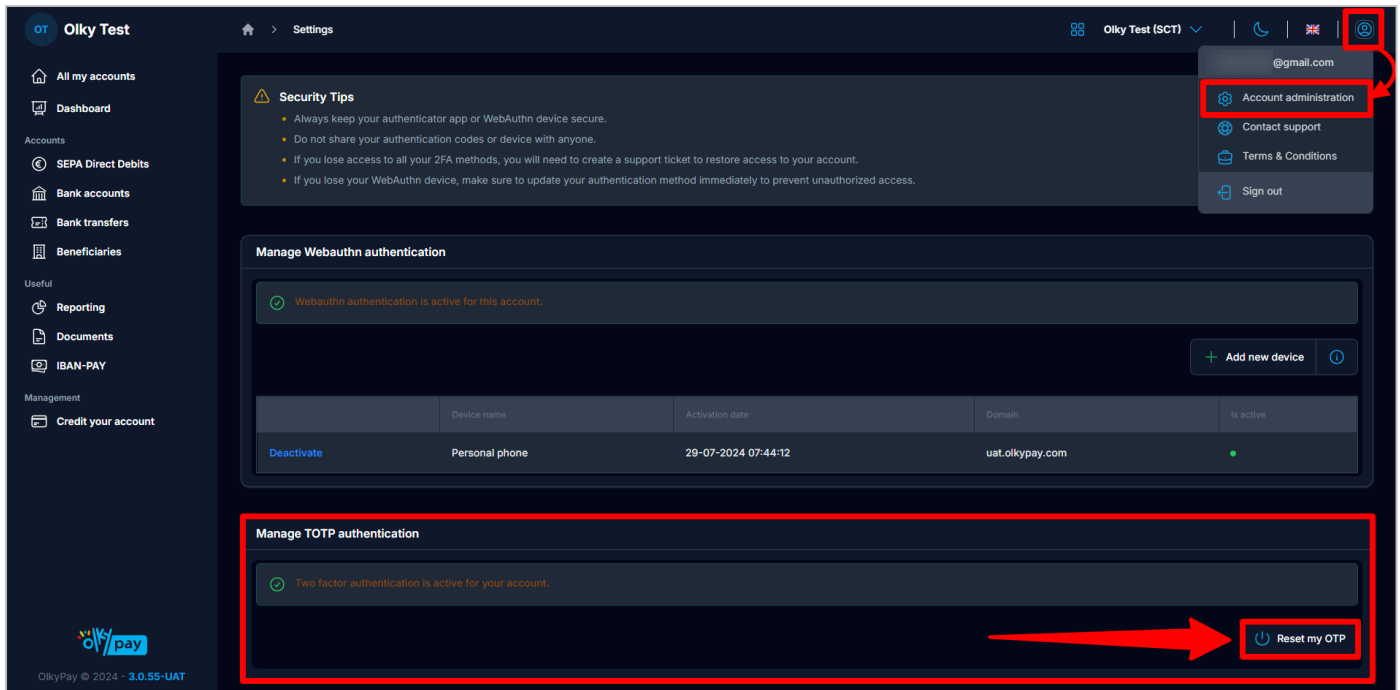 OT Olky Test
All my accounts
Dashboard
Accounts
SEPA Direct Debits
Bank accounts
Bank transfers
Beneficiaries
Useful
Reporting
Documents
IBAN-PAY
Management
Credit your account
olky pay
OlkyPay © 2024 - 3.0.55-UAT
> Settings
Olky Test (SCT)
@gmail.com
Account administration
Contact support
Terms & Conditions
Sign out
Security Tips
• Always keep your authenticator app or WebAuthn device secure.
• Do not share your authentication codes or device with anyone.
• If you lose access to all your 2FA methods, you will need to create a support ticket to restore access to your account.
• If you lose your WebAuthn device, make sure to update your authentication method immediately to prevent unauthorized access.
Manage Webauthn authentication
Webauthn authentication is active for this account.
+ Add new device
Device name Activation date Domain Is active
Deactivate Personal phone 29-07-2024 07:44:12 uat.olkypay.com
Manage TOTP authentication
Two factor authentication is active for your account.
Reset my OTP